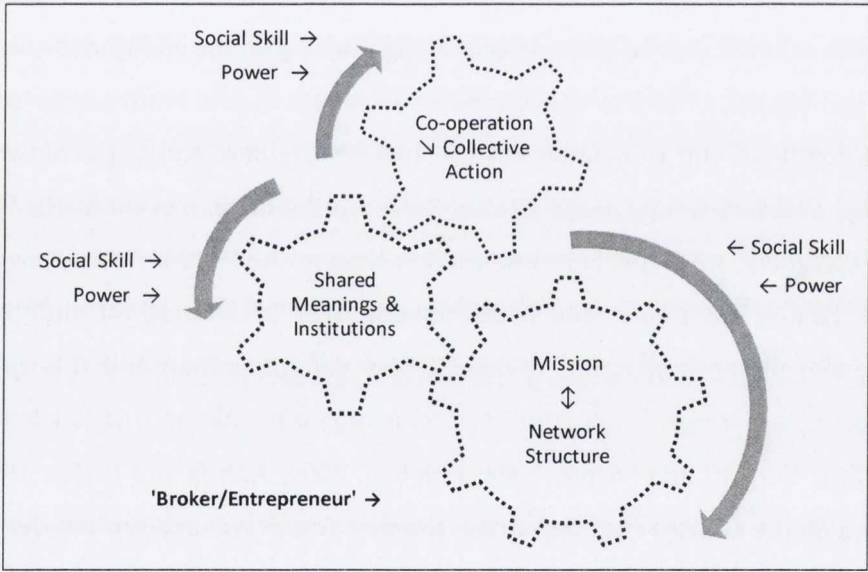 Social Skill →
Power →
Co-operation
↘ Collective
Action
Social Skill →
Power →
← Social Skill
← Power
Shared
Meanings &
Institutions
Mission
↕
Network
Structure
'Broker/Entrepreneur' →